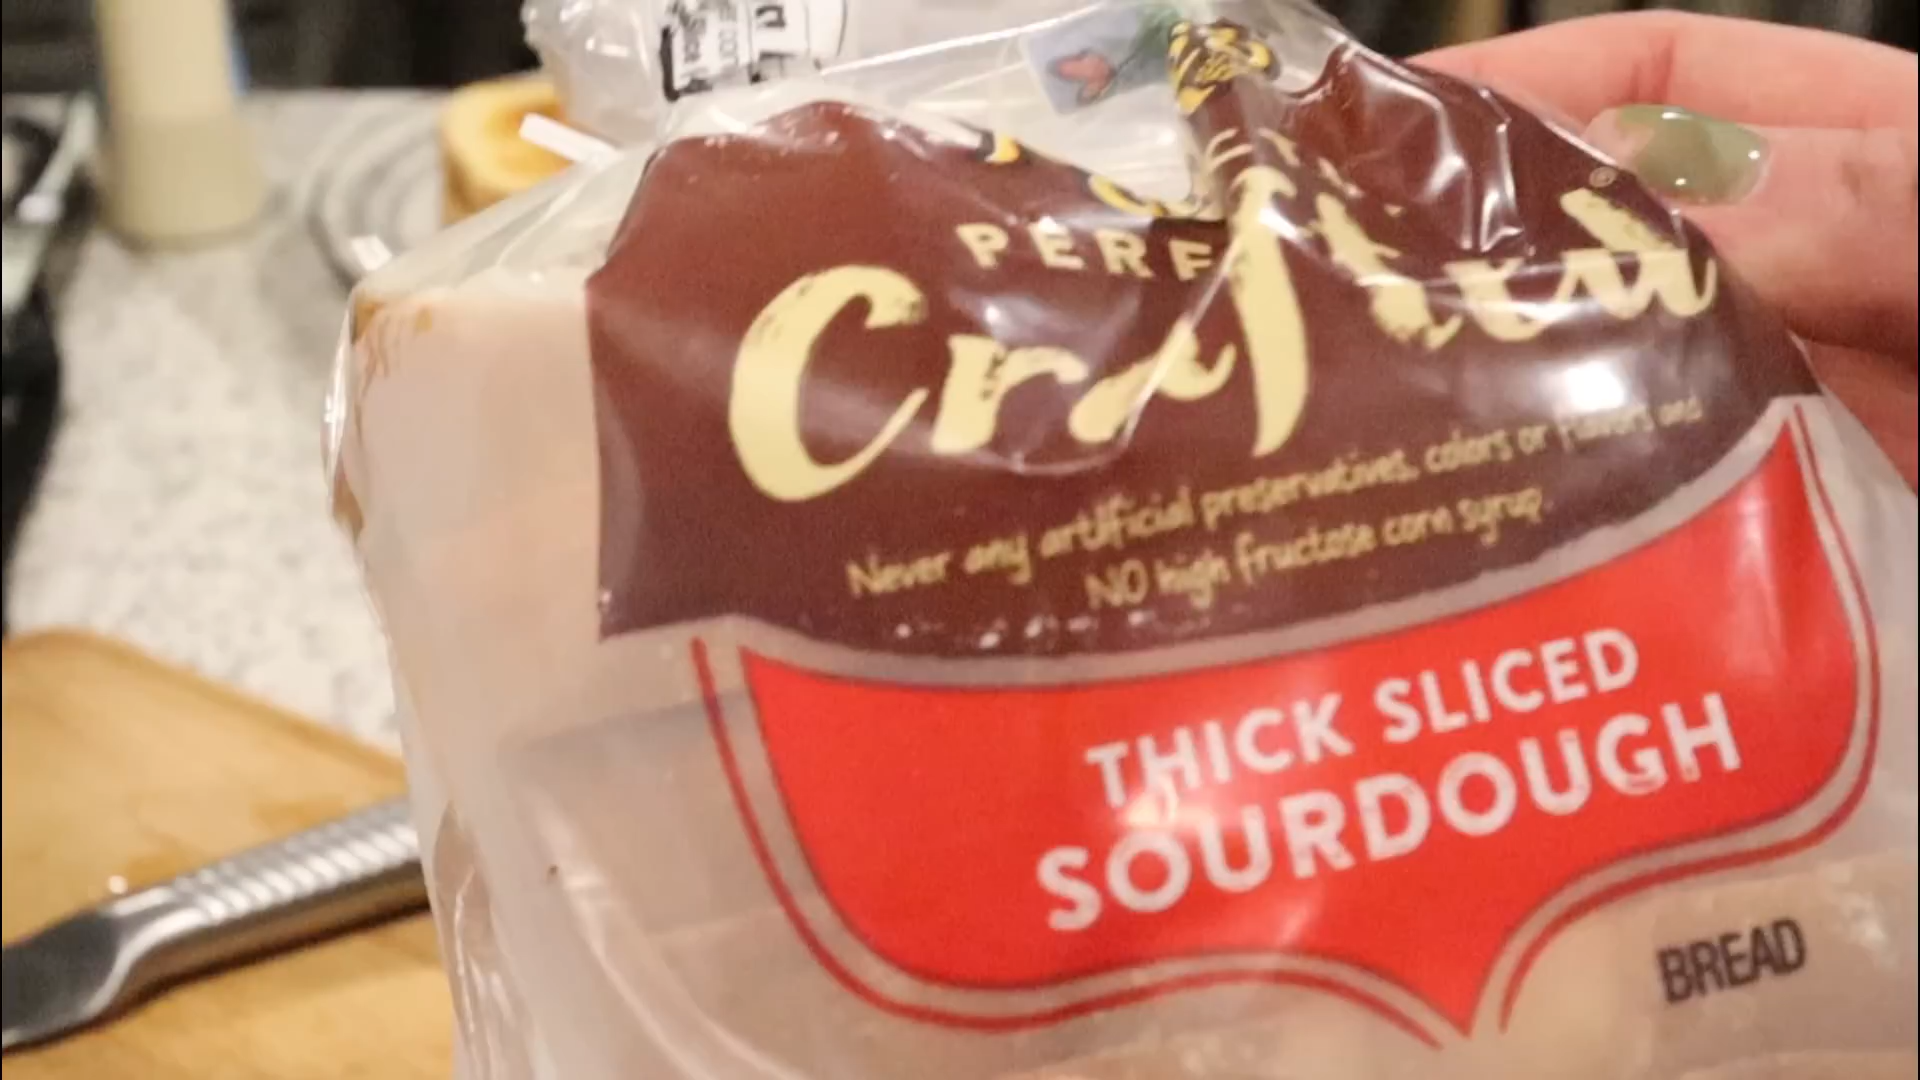 PERF
Crafted®
Never any artificial preservatives, colors or flavors and
NO high fructose corn syrup.
THICK SLICED
SOURDOUGH
BREAD